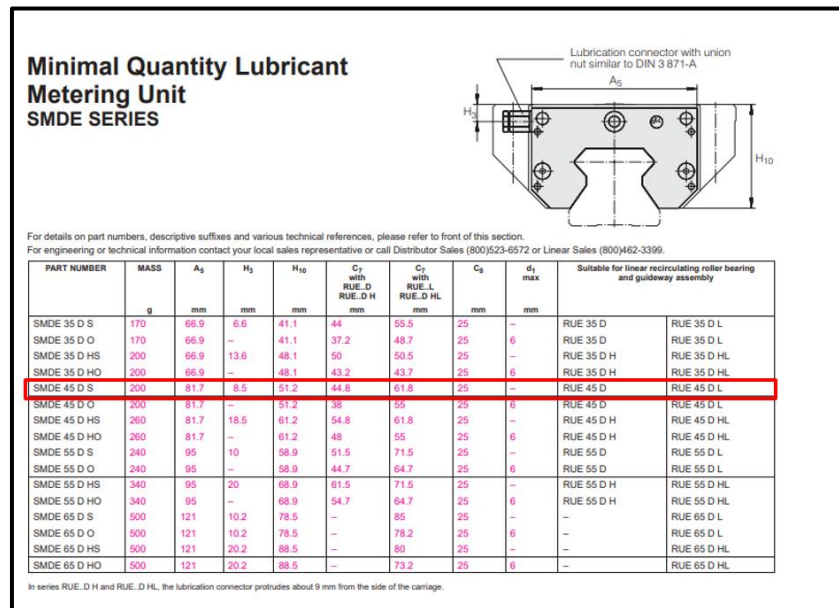 Minimal Quantity Lubricant
Metering Unit
SMDE SERIES
Lubrication connector with union
nut similar to DIN 3 871-A
A5
H3
H10
For details on part numbers, descriptive suffixes and various technical references, please refer to front of this section.
For engineering or technical information contact your local sales representative or call Distributor Sales (800)523-6572 or Linear Sales (800)462-3399.
PART NUMBER MASS g A5 mm H3 mm H10 mm C7 with RUE..D RUE..D H mm C7 with RUE..L RUE..D HL mm C8 mm d1 max mm Suitable for linear recirculating roller bearing and guideway assembly
SMDE 35 D S 170 66.9 6.6 41.1 44 55.5 25 – RUE 35 D RUE 35 D L
SMDE 35 D O 170 66.9 – 41.1 37.2 48.7 25 6 RUE 35 D RUE 35 D L
SMDE 35 D HS 200 66.9 13.6 48.1 50 50.5 25 – RUE 35 D H RUE 35 D HL
SMDE 35 D HO 200 66.9 – 48.1 43.2 43.7 25 6 RUE 35 D H RUE 35 D HL
SMDE 45 D S 200 81.7 8.5 51.2 44.8 61.8 25 – RUE 45 D RUE 45 D L
SMDE 45 D O 200 81.7 – 51.2 38 55 25 6 RUE 45 D RUE 45 D L
SMDE 45 D HS 260 81.7 18.5 61.2 54.8 61.8 25 – RUE 45 D H RUE 45 D HL
SMDE 45 D HO 260 81.7 – 61.2 48 55 25 6 RUE 45 D H RUE 45 D HL
SMDE 55 D S 240 95 10 58.9 51.5 71.5 25 – RUE 55 D RUE 55 D L
SMDE 55 D O 240 95 – 58.9 44.7 64.7 25 6 RUE 55 D RUE 55 D L
SMDE 55 D HS 340 95 20 68.9 61.5 71.5 25 – RUE 55 D H RUE 55 D HL
SMDE 55 D HO 340 95 – 68.9 54.7 64.7 25 6 RUE 55 D H RUE 55 D HL
SMDE 65 D S 500 121 10.2 78.5 – 85 25 – – RUE 65 D L
SMDE 65 D O 500 121 10.2 78.5 – 78.2 25 6 – RUE 65 D L
SMDE 65 D HS 500 121 20.2 88.5 – 80 25 – – RUE 65 D HL
SMDE 65 D HO 500 121 20.2 88.5 – 73.2 25 6 – RUE 65 D HL
In series RUE..D H and RUE..D HL, the lubrication connector protrudes about 9 mm from the side of the carriage.